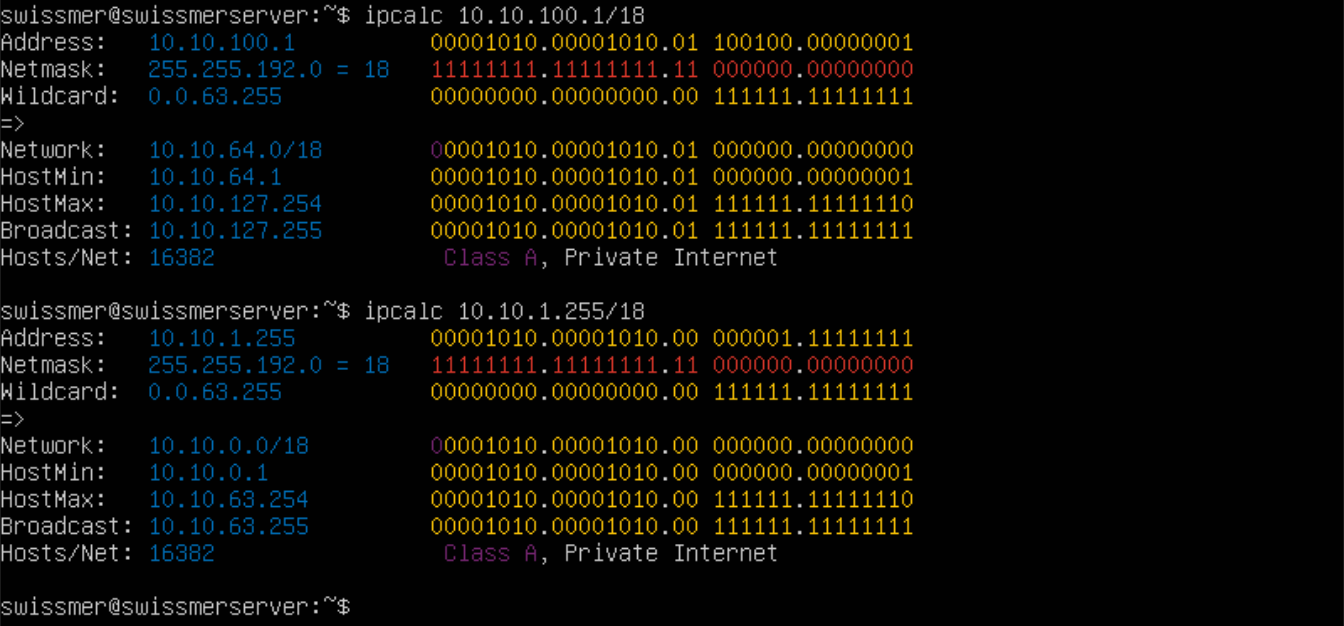 swissmer@swissmerserver:~$ ipcalc 10.10.100.1/18
Address:   10.10.100.1          00001010.00001010.01 100100.00000001
Netmask:   255.255.192.0 = 18   11111111.11111111.11 000000.00000000
Wildcard:  0.0.63.255           00000000.00000000.00 111111.11111111
=>
Network:   10.10.64.0/18        00001010.00001010.01 000000.00000000
HostMin:   10.10.64.1           00001010.00001010.01 000000.00000001
HostMax:   10.10.127.254        00001010.00001010.01 111111.11111110
Broadcast: 10.10.127.255        00001010.00001010.01 111111.11111111
Hosts/Net: 16382                 Class A, Private Internet
swissmer@swissmerserver:~$ ipcalc 10.10.1.255/18
Address:   10.10.1.255          00001010.00001010.00 000001.11111111
Netmask:   255.255.192.0 = 18   11111111.11111111.11 000000.00000000
Wildcard:  0.0.63.255           00000000.00000000.00 111111.11111111
=>
Network:   10.10.0.0/18         00001010.00001010.00 000000.00000000
HostMin:   10.10.0.1            00001010.00001010.00 000000.00000001
HostMax:   10.10.63.254         00001010.00001010.00 111111.11111110
Broadcast: 10.10.63.255         00001010.00001010.00 111111.11111111
Hosts/Net: 16382                 Class A, Private Internet
swissmer@swissmerserver:~$